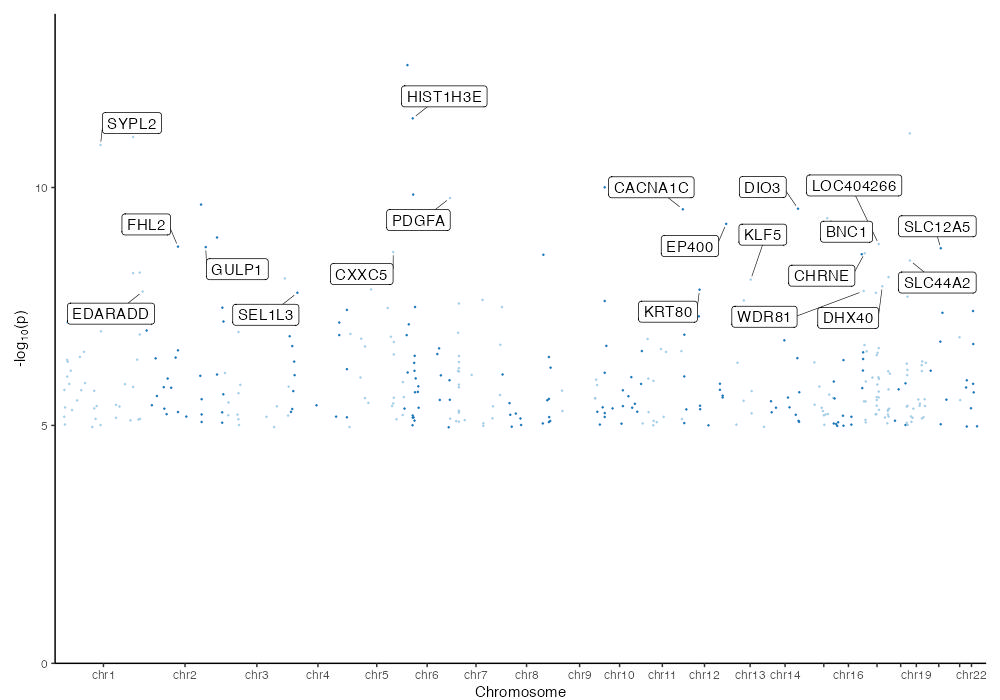 HIST1H3E
SYPL2
10
CACNA1C
DIO3
LOC404266
FHL2
PDGFA
BNC1
SLC12A5
KLF5
EP400
GULP1
CXXC5
CHRNE
SLC44A2
EDARADD
SEL1L3
KRT80
WDR81
DHX40
-log10(p)
5
0
chr1 chr2 chr3 chr4 chr5 chr6 chr7 chr8 chr9 chr10 chr11 chr12 chr13 chr14 chr16 chr19 chr22
Chromosome